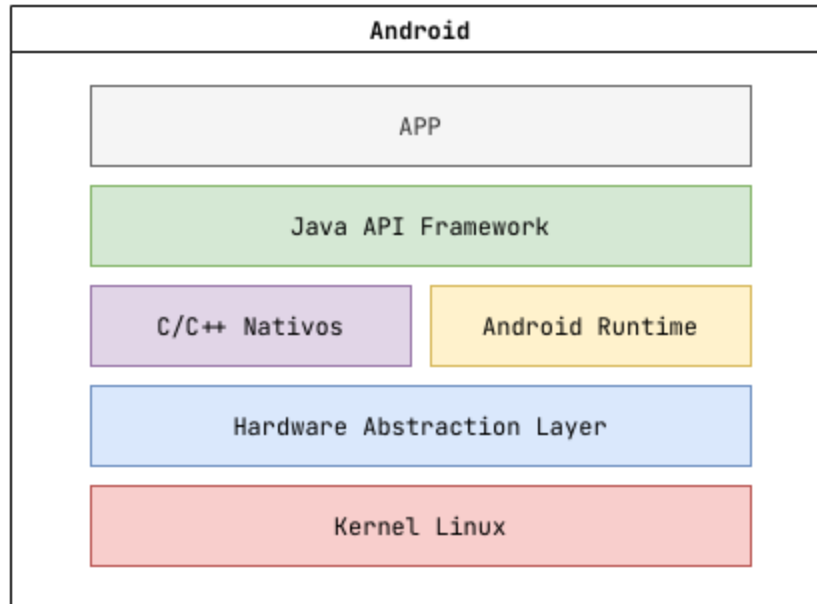 Android
APP
Java API Framework
C/C++ Nativos
Android Runtime
Hardware Abstraction Layer
Kernel Linux